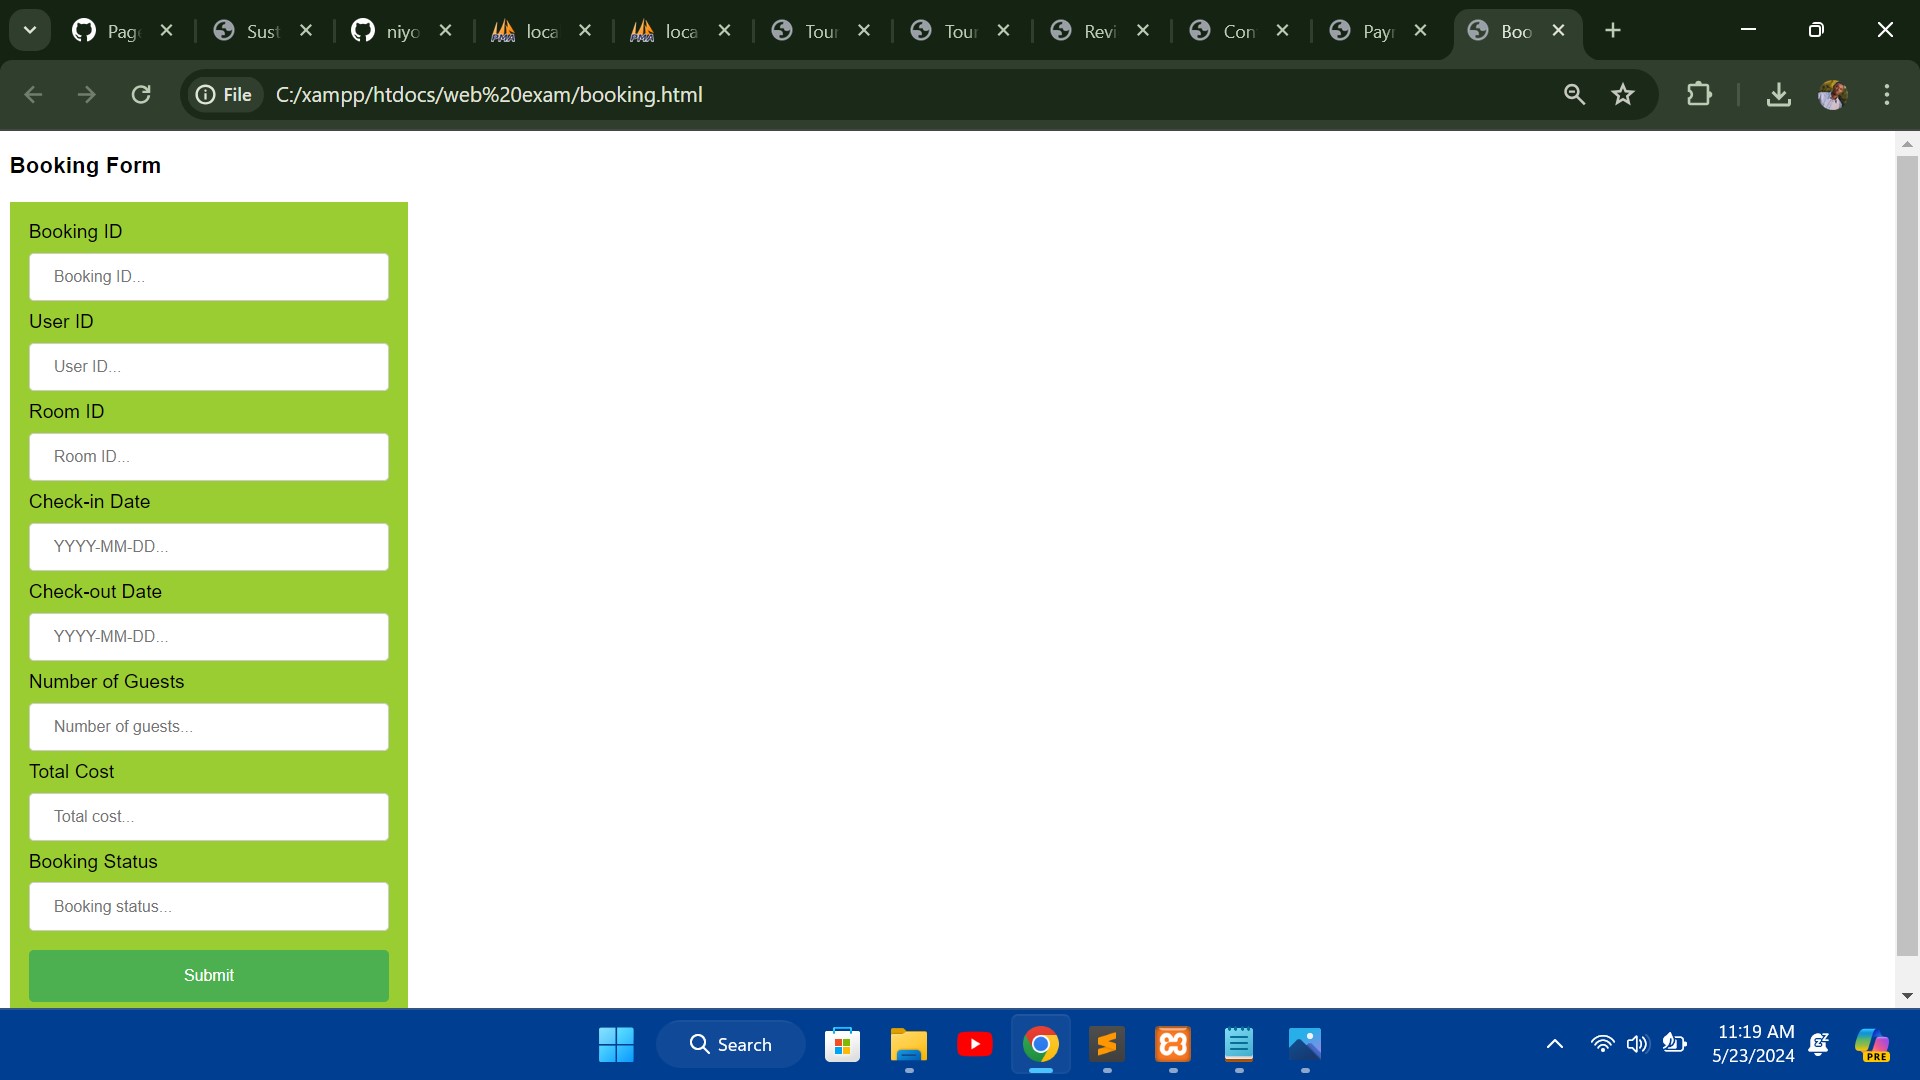 Page
Sust
niyo
loca
loca
Tour
Tour
Revi
Con
Payr
Boo
File
C:/xampp/htdocs/web%20exam/booking.html
Booking Form
Booking ID
Booking ID...
User ID
User ID...
Room ID
Room ID...
Check-in Date
YYYY-MM-DD...
Check-out Date
YYYY-MM-DD...
Number of Guests
Number of guests...
Total Cost
Total cost...
Booking Status
Booking status...
Submit
Search
11:19 AM
5/23/2024
PRE